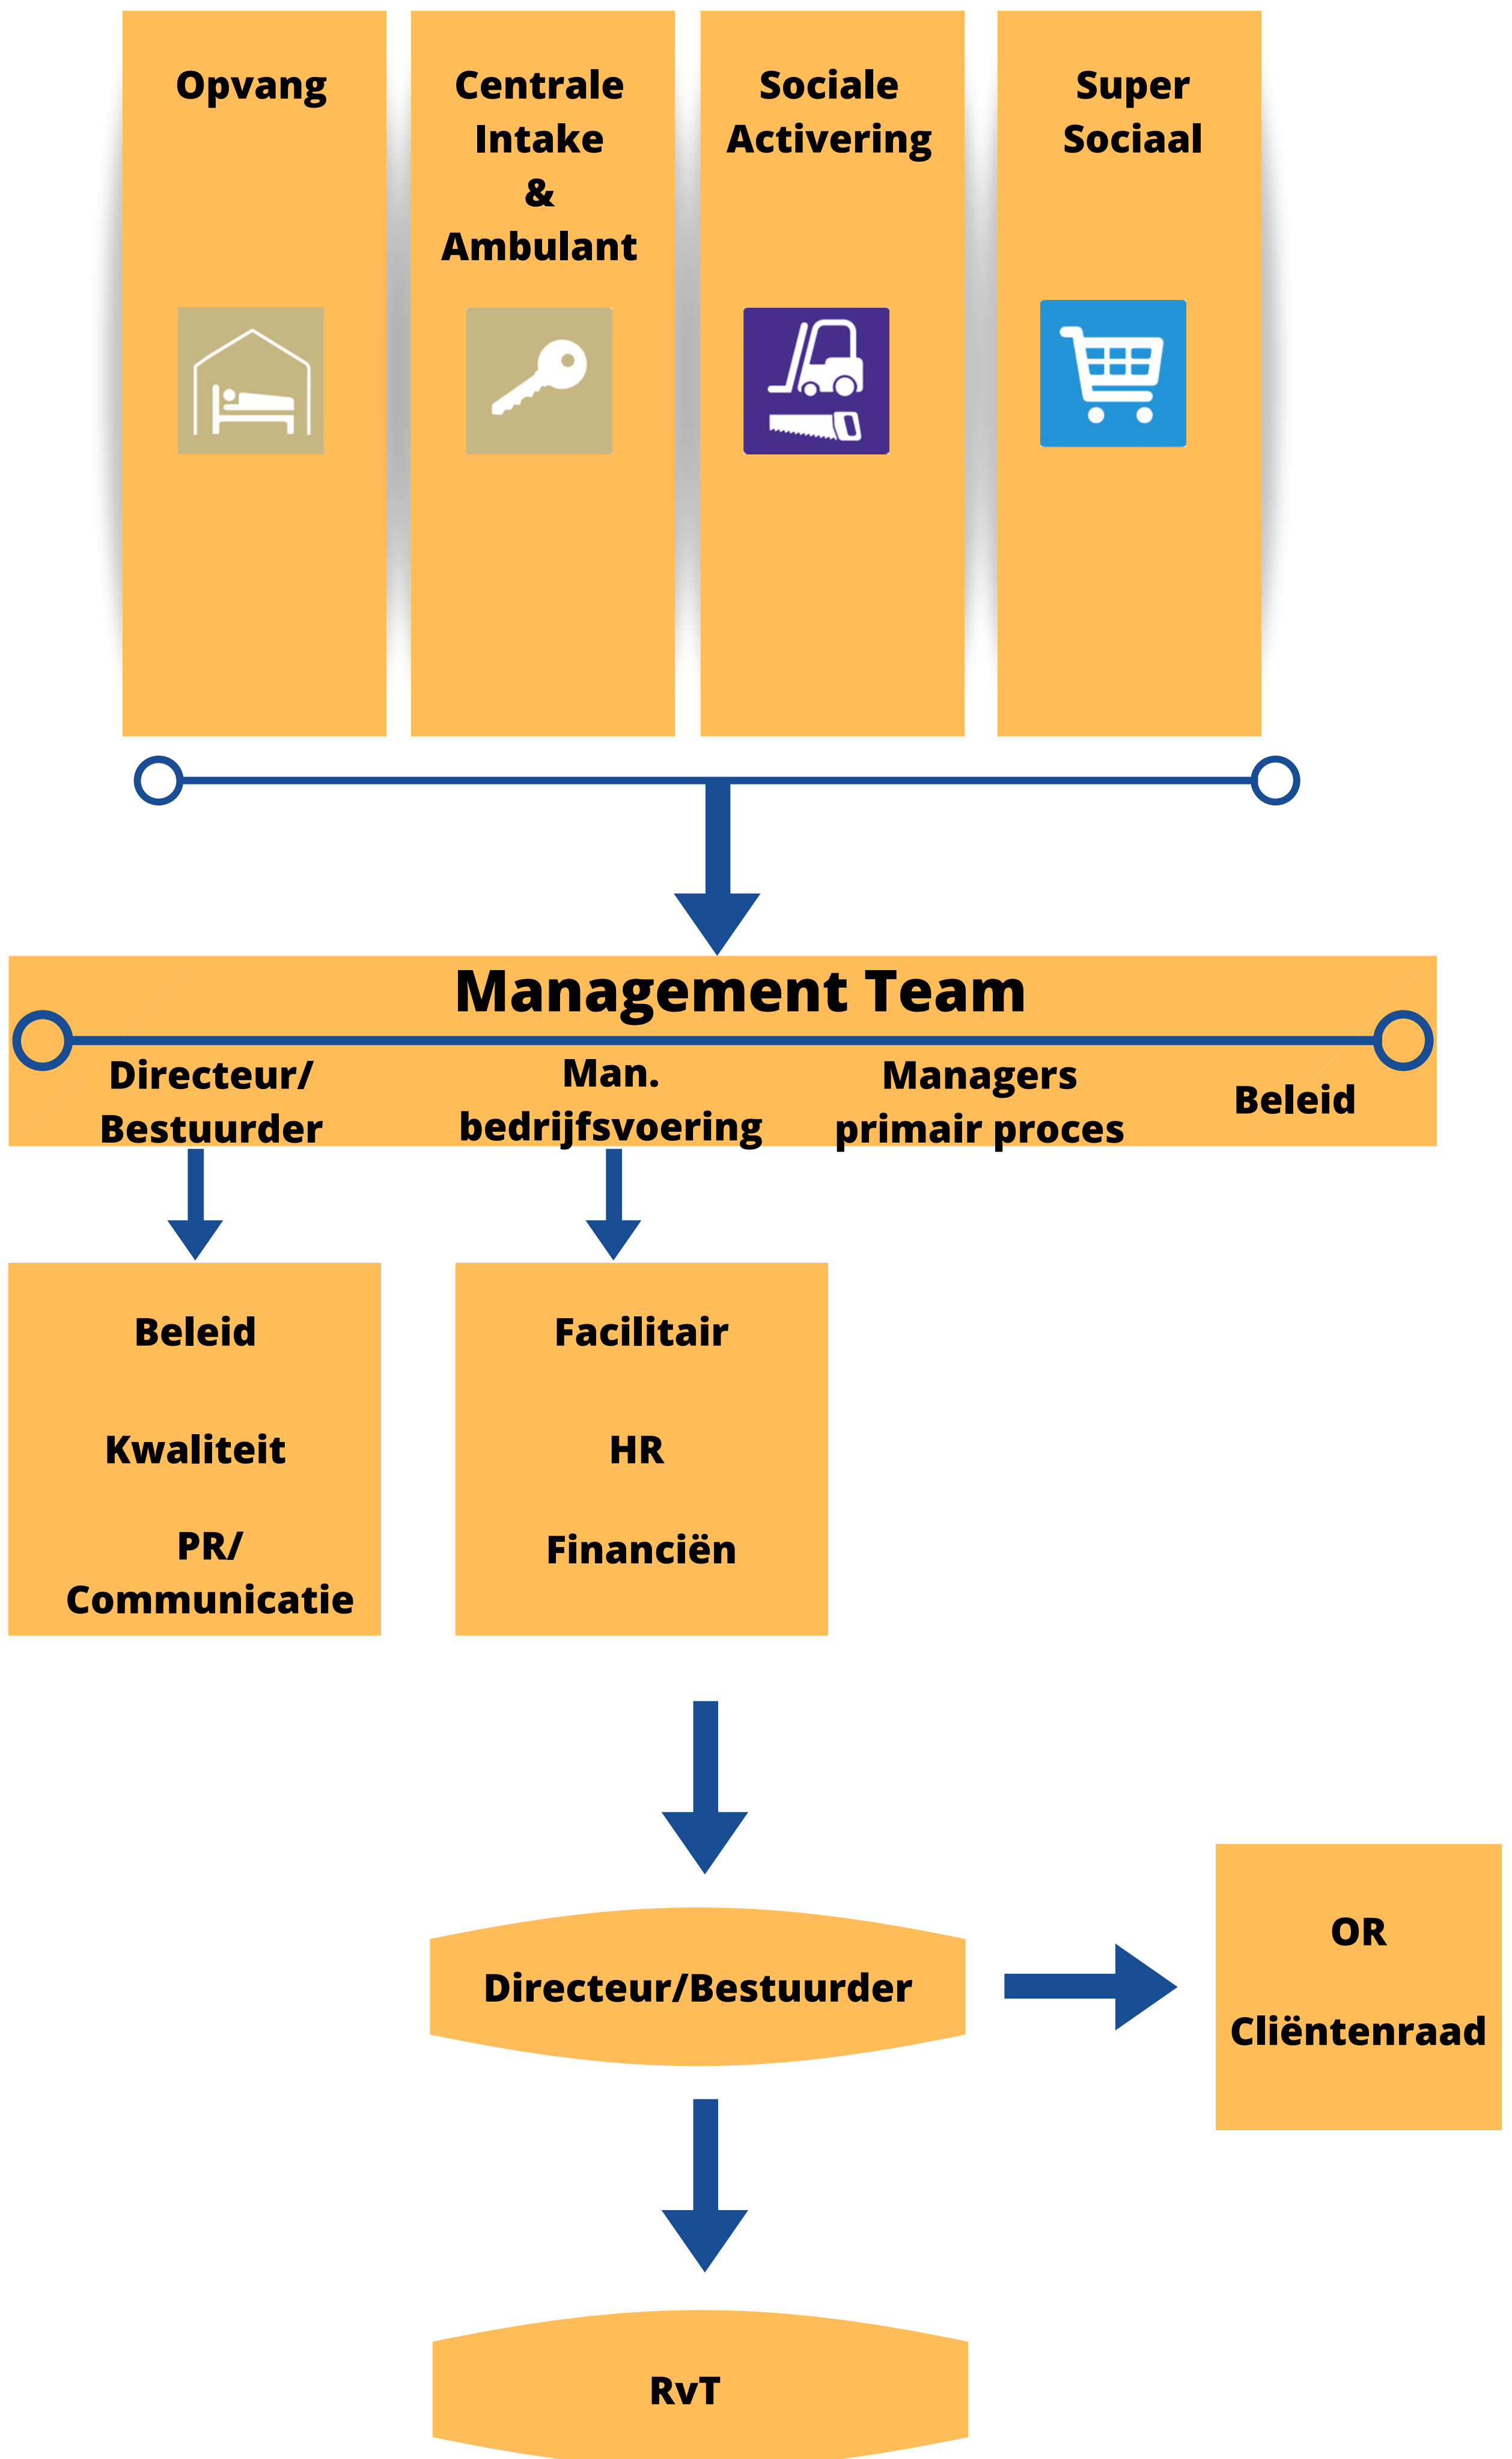 Opvang
Centrale
Intake
&
Ambulant
Sociale
Activering
Super
Sociaal
Management Team
Directeur/
Bestuurder
Man.
bedrijfsvoering
Managers
primair proces
Beleid
Beleid
Kwaliteit
PR/
Communicatie
Facilitair
HR
Financiën
Directeur/Bestuurder
OR
Cliëntenraad
RvT